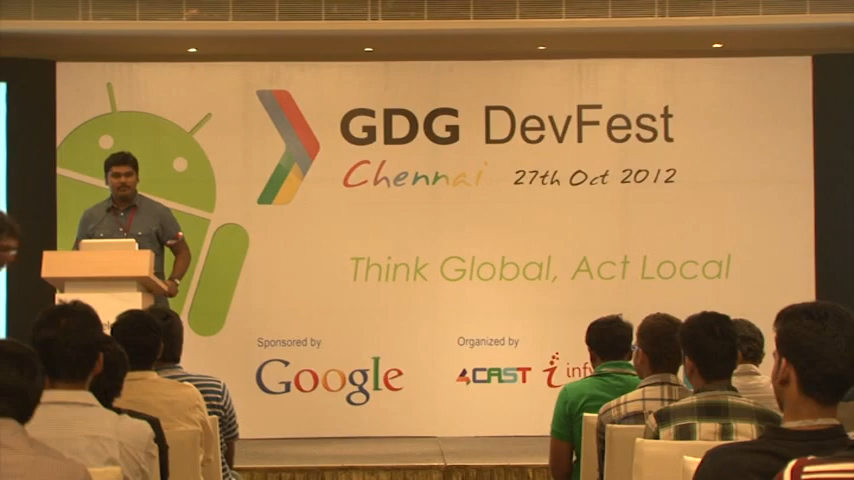 GDG DevFest
Chennai 27th Oct 2012
Think Global, Act Local
Sponsored by
Google
Organized by
4CAST